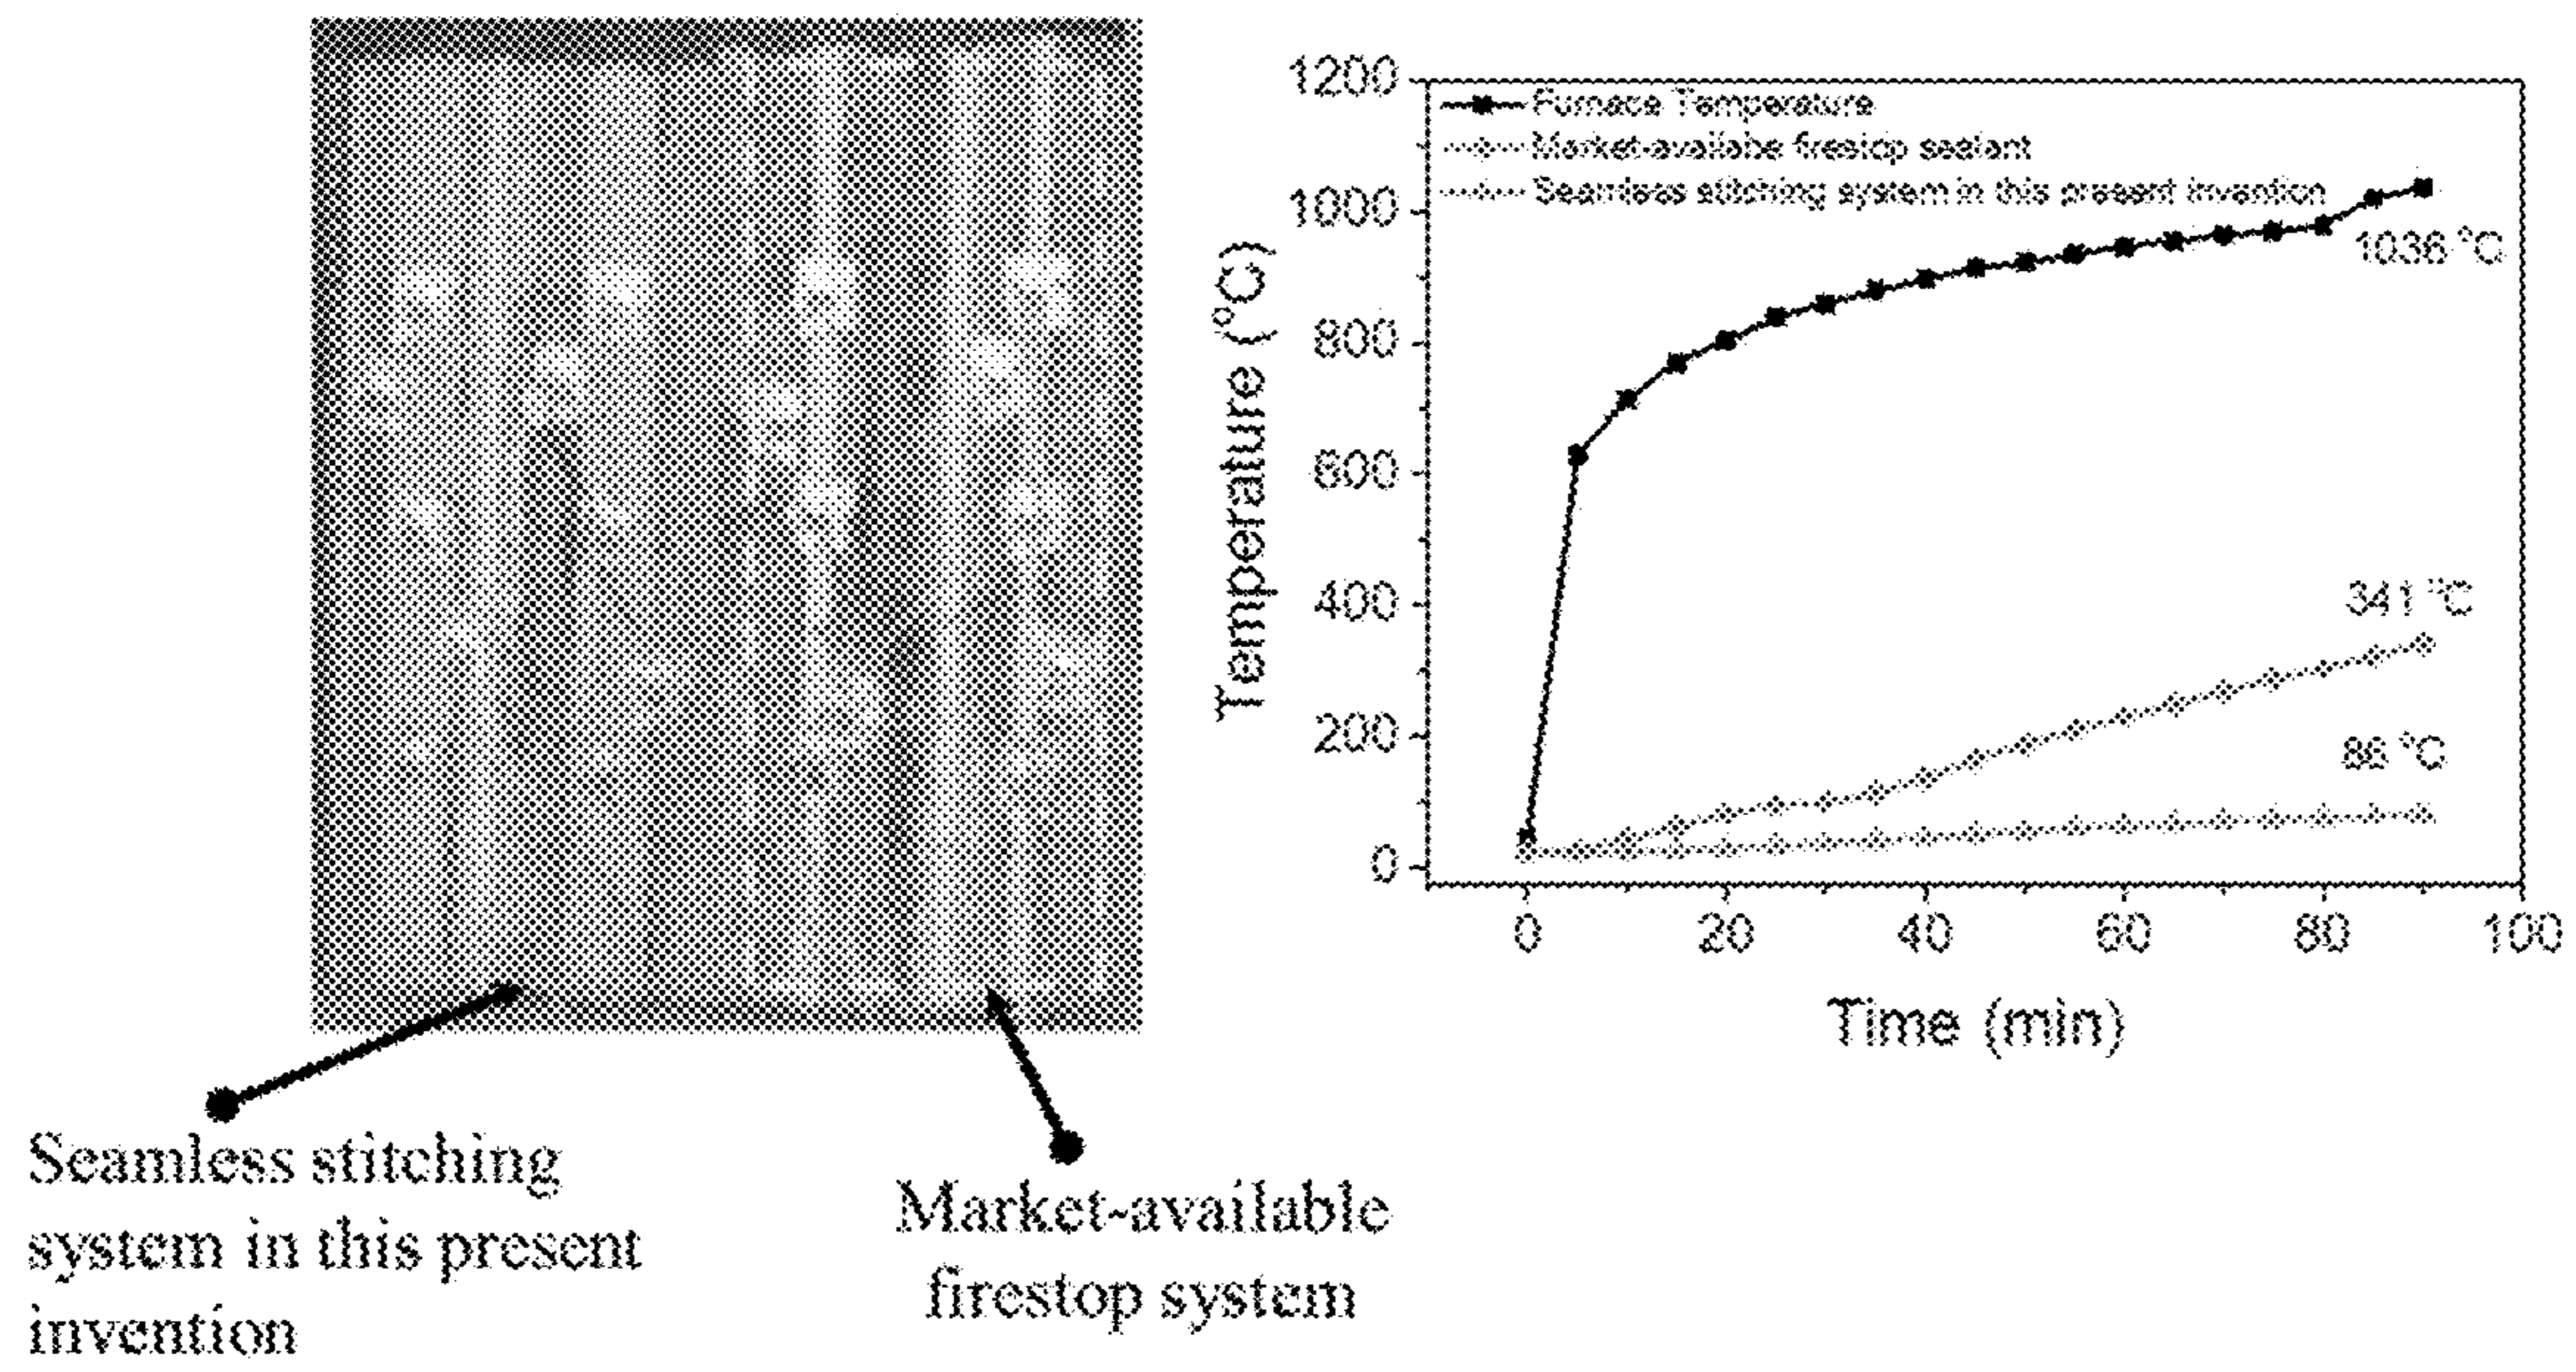 1200
1000
800
600
400
200
0
Temperature (°C)
Furnace Temperature
Market-availabe firestop sealant
Seamless stitching system in this present invention
1036 °C
341 °C
86 °C
0 20 40 60 80 100
Time (min)
Seamless stitching
system in this present
invention
Market-available
firestop system